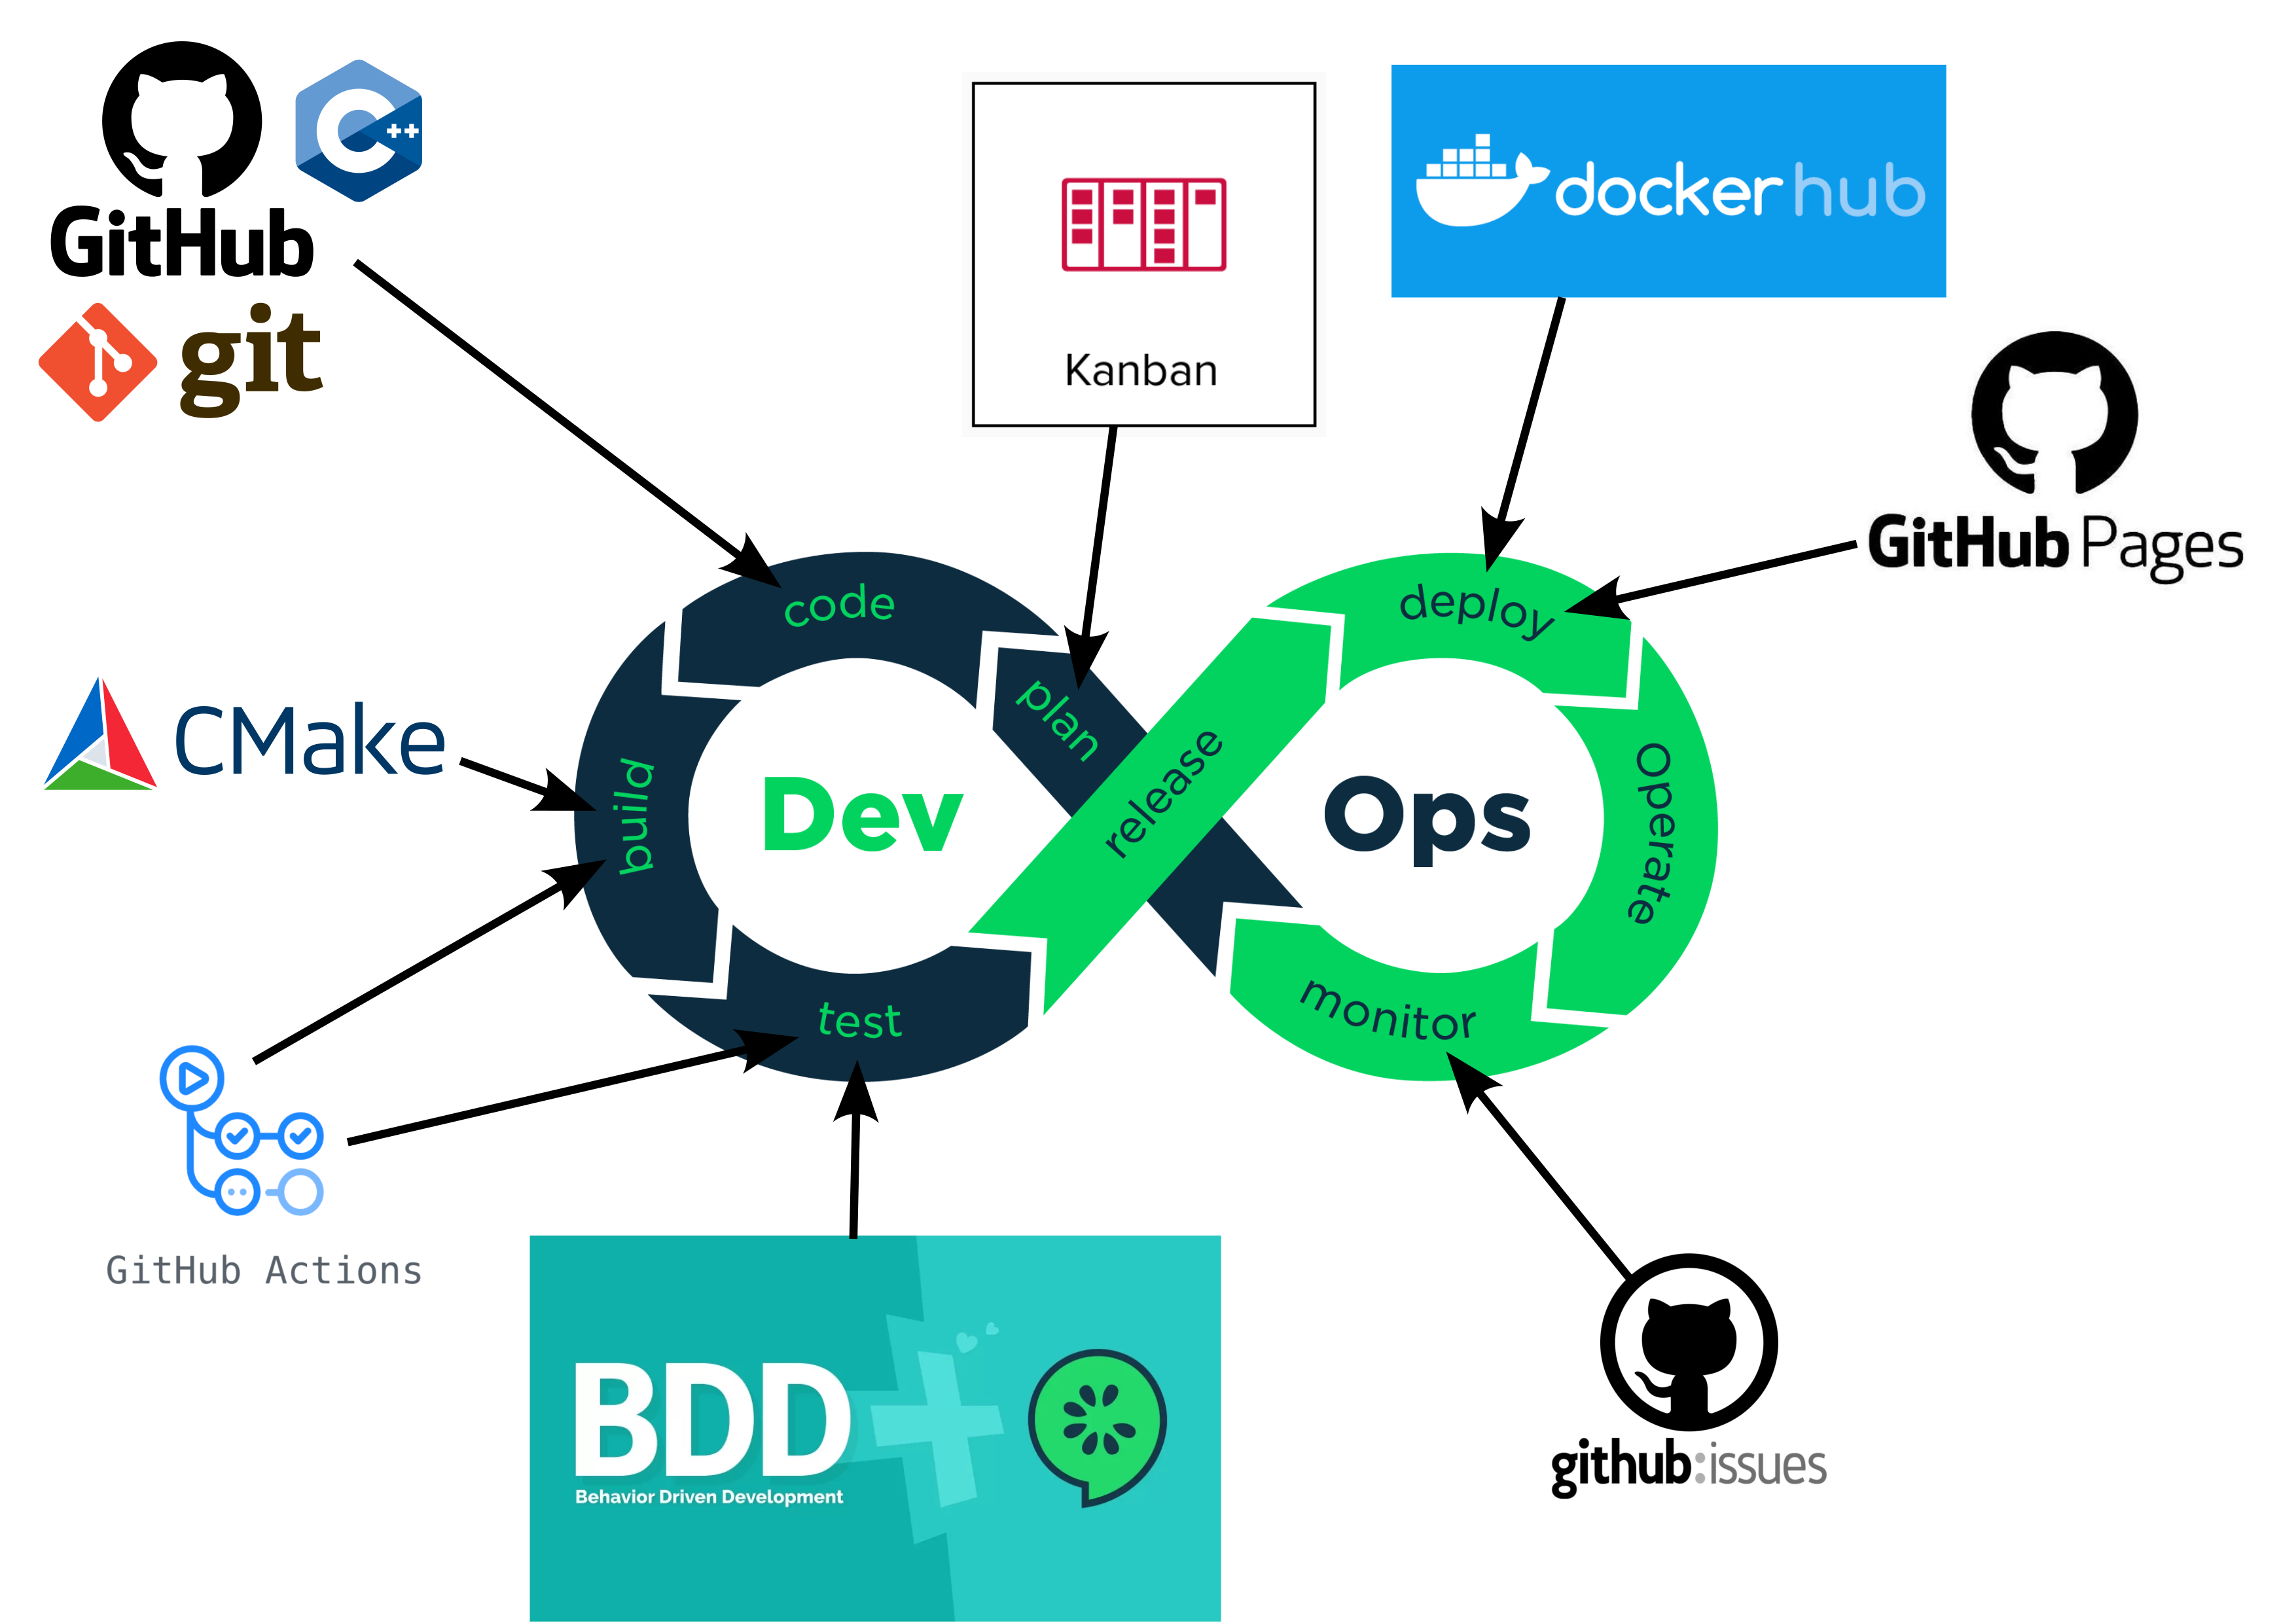 GitHub
C ++
git
Kanban
docker hub
GitHub Pages
CMake
code
plan
build
test
Dev
release
deploy
Operate
monitor
Ops
GitHub Actions
BDD
Behavior Driven Development
github:issues